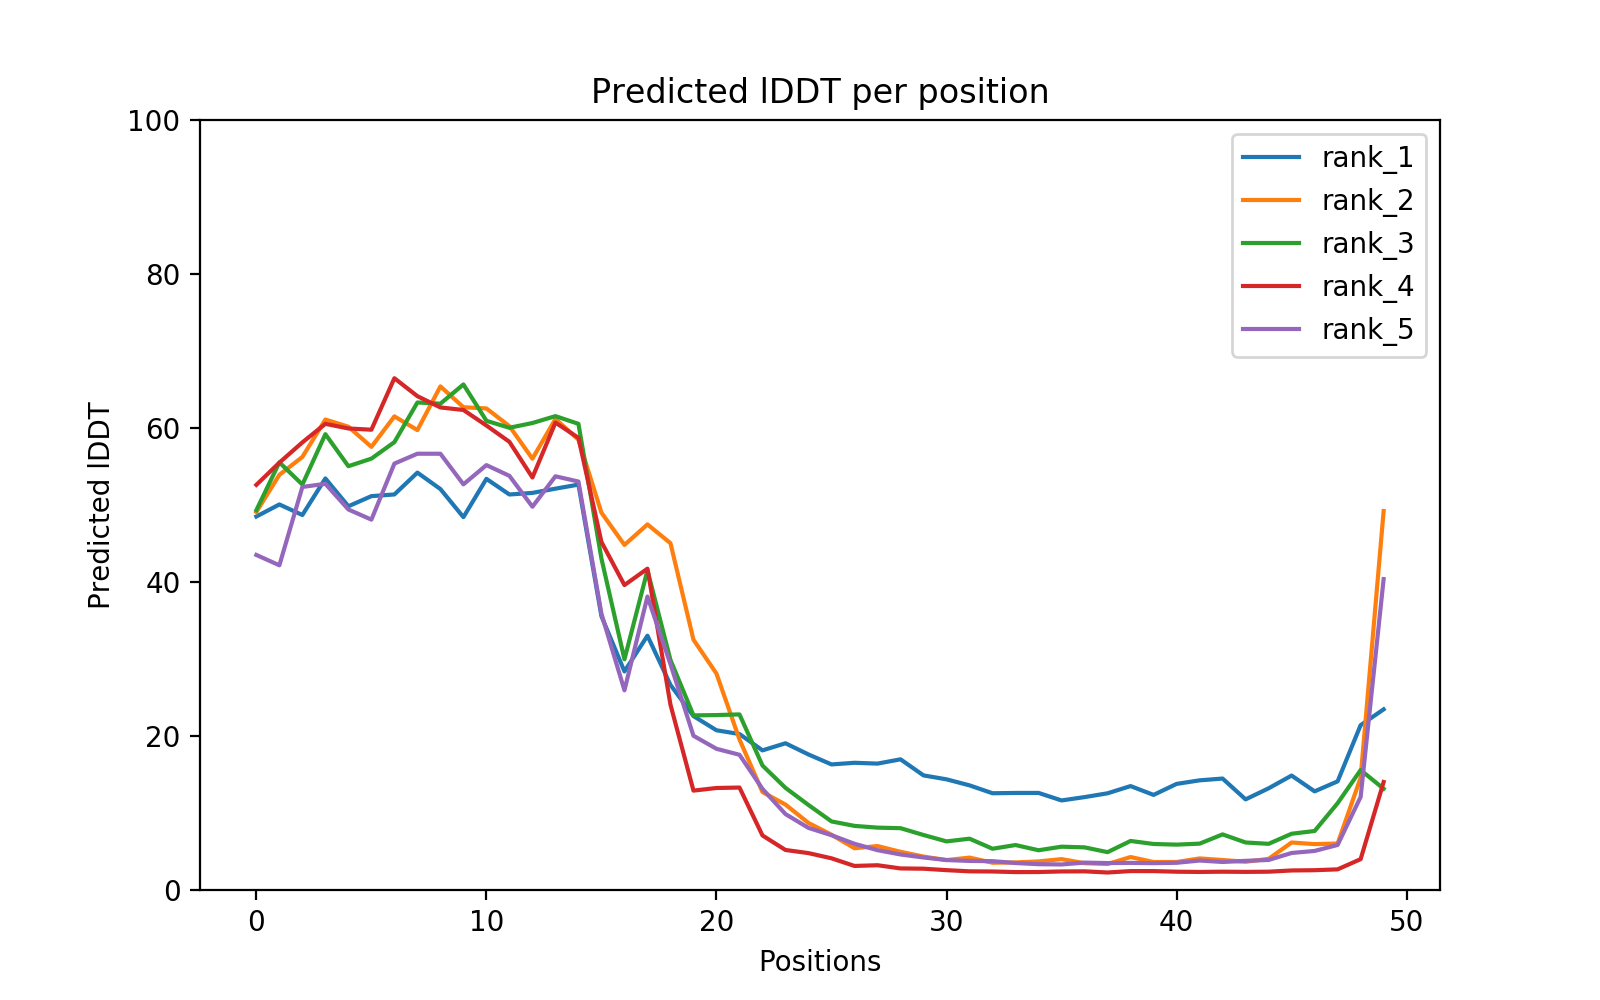 Predicted lDDT per position
100
80
60
40
20
0
Predicted lDDT
rank_1
rank_2
rank_3
rank_4
rank_5
0 10 20 30 40 50
Positions